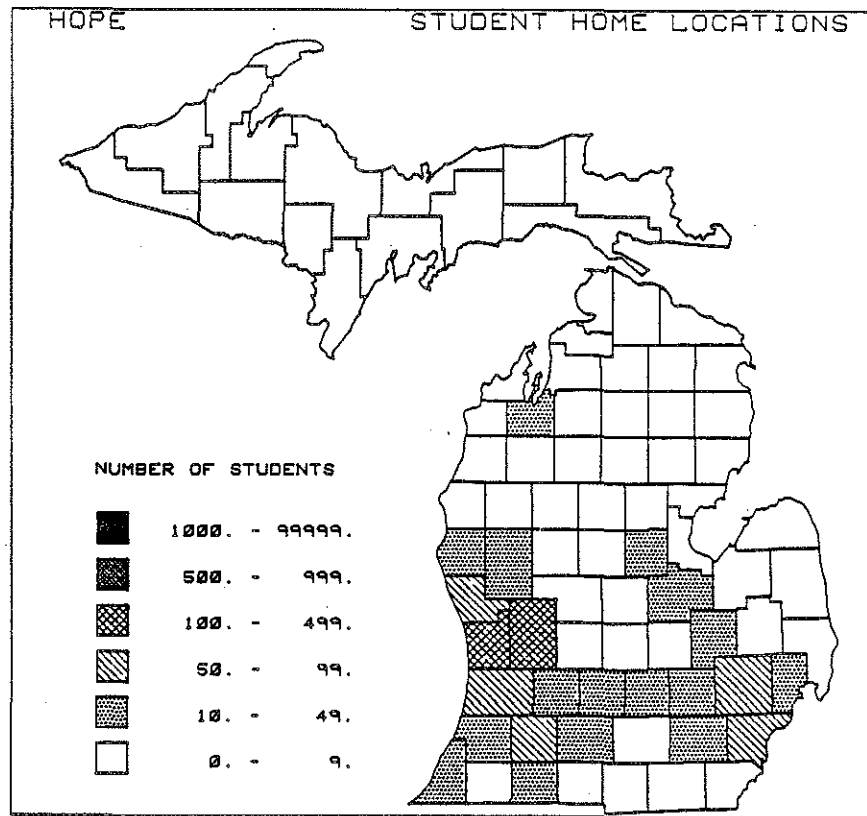 HOPE STUDENT HOME LOCATIONS
NUMBER OF STUDENTS
1000. - 99999.
500. - 999.
100. - 499.
50. - 99.
10. - 49.
0. - 9.